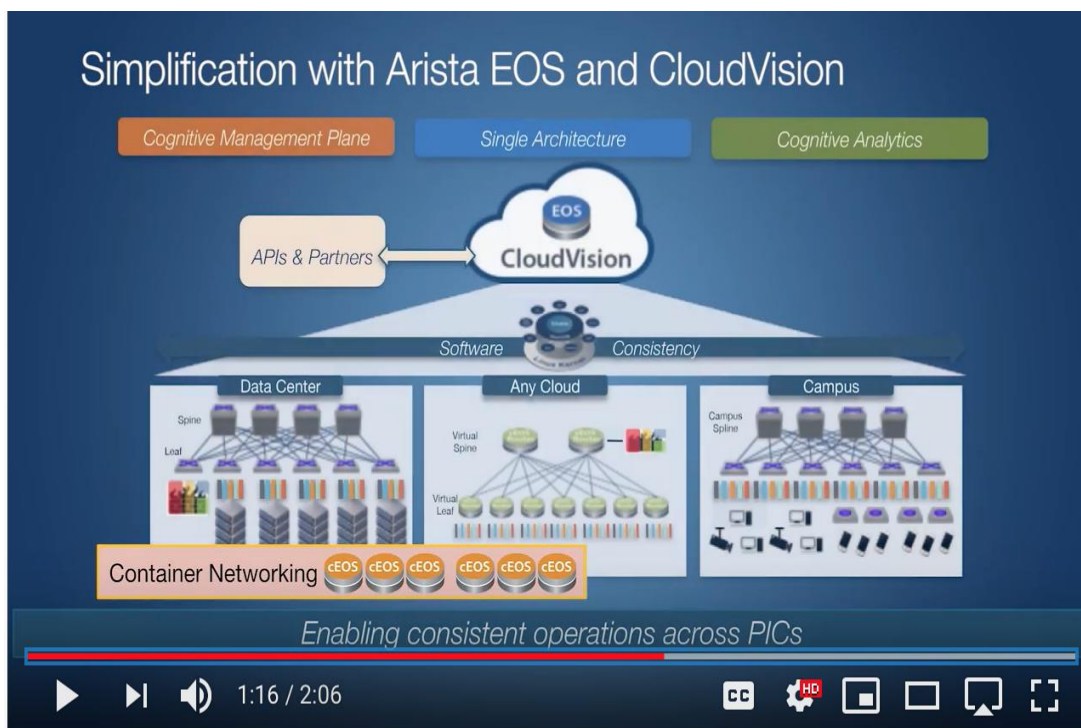 Simplification with Arista EOS and CloudVision
Cognitive Management Plane
Single Architecture
Cognitive Analytics
EOS
CloudVision
APIs & Partners
Software
Consistency
Data Center
Any Cloud
Campus
Spine
Leaf
Virtual
Spine
Virtual
Leaf
Campus
Spline
Container Networking
cEOS
cEOS
cEOS
cEOS
cEOS
cEOS
Enabling consistent operations across PICs
1:16 / 2:06
CC
HD